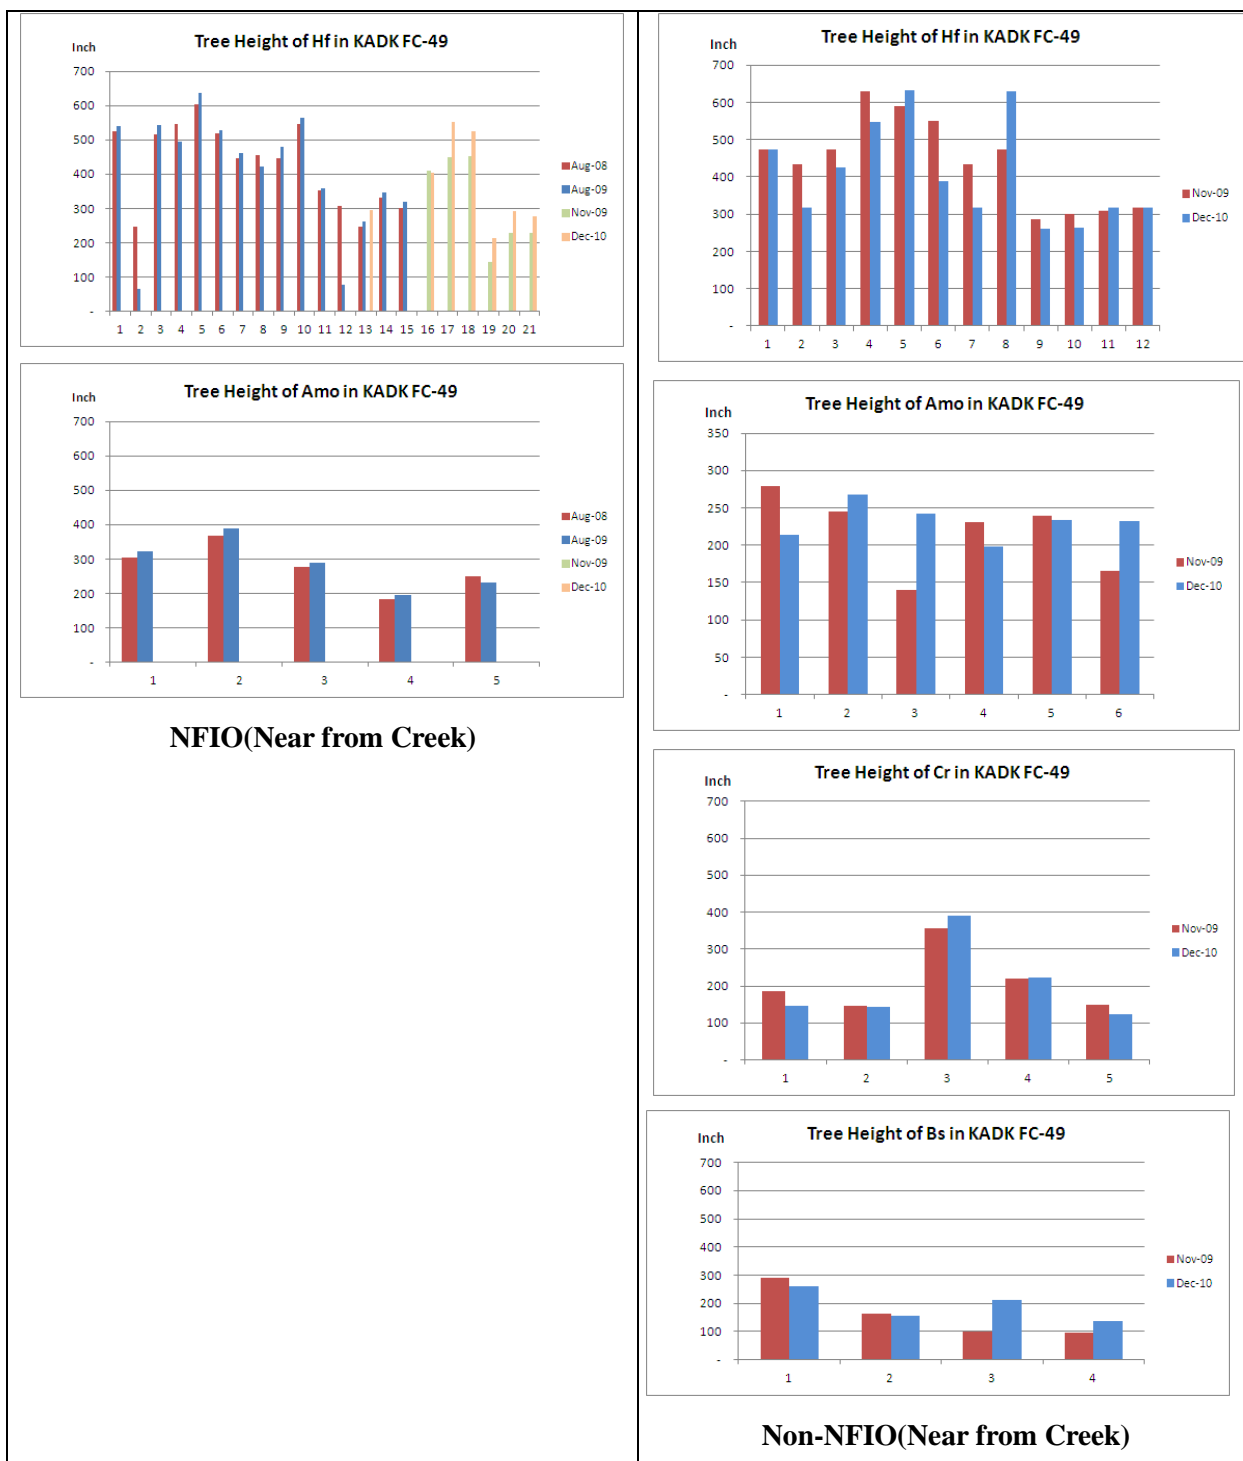 Tree Height of Hf in KADK FC-49
Inch
700
600
500
400
300
200
100
-
1 2 3 4 5 6 7 8 9 10 11 12 13 14 15 16 17 18 19 20 21
Aug-08
Aug-09
Nov-09
Dec-10
Tree Height of Amo in KADK FC-49
Inch
700
600
500
400
300
200
100
-
1 2 3 4 5
Aug-08
Aug-09
Nov-09
Dec-10
NFIO(Near from Creek)
Tree Height of Hf in KADK FC-49
Inch
700
600
500
400
300
200
100
-
1 2 3 4 5 6 7 8 9 10 11 12
Nov-09
Dec-10
Tree Height of Amo in KADK FC-49
Inch
350
300
250
200
150
100
50
-
1 2 3 4 5 6
Nov-09
Dec-10
Tree Height of Cr in KADK FC-49
Inch
700
600
500
400
300
200
100
-
1 2 3 4 5
Nov-09
Dec-10
Tree Height of Bs in KADK FC-49
Inch
700
600
500
400
300
200
100
-
1 2 3 4
Nov-09
Dec-10
Non-NFIO(Near from Creek)